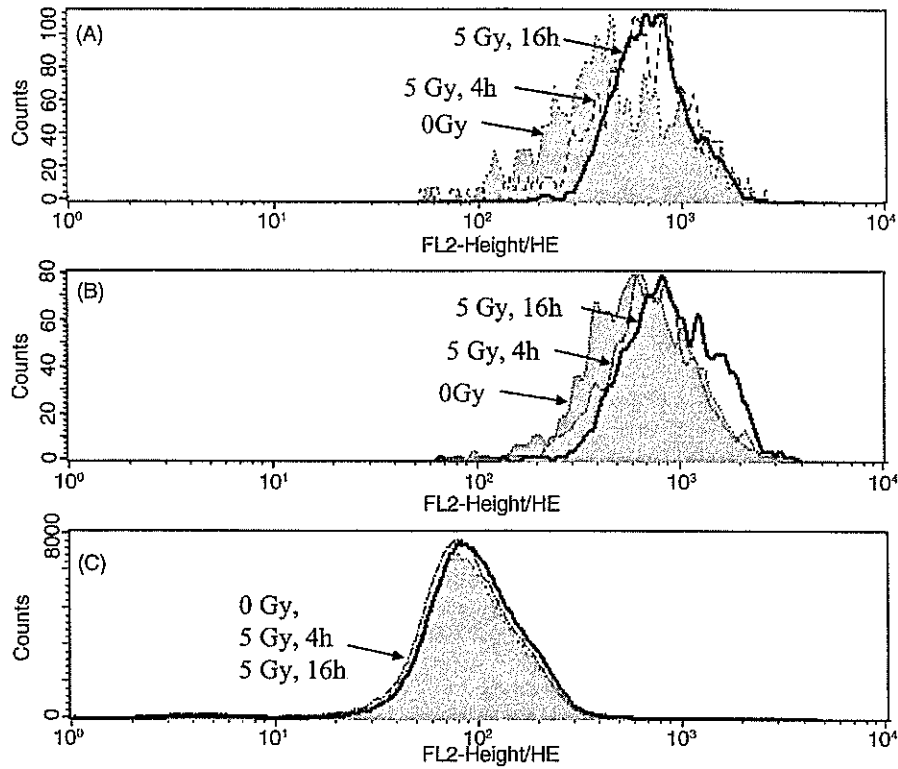 (A)
5 Gy, 16h
5 Gy, 4h
0Gy
Counts
0 20 40 60 80 100
10⁰ 10¹ 10² 10³ 10⁴
FL2-Height/HE
(B)
5 Gy, 16h
5 Gy, 4h
0Gy
Counts
0 20 40 60 80
10⁰ 10¹ 10² 10³ 10⁴
FL2-Height/HE
(C)
0 Gy,
5 Gy, 4h
5 Gy, 16h
Counts
0 8000
10⁰ 10¹ 10² 10³ 10⁴
FL2-Height/HE